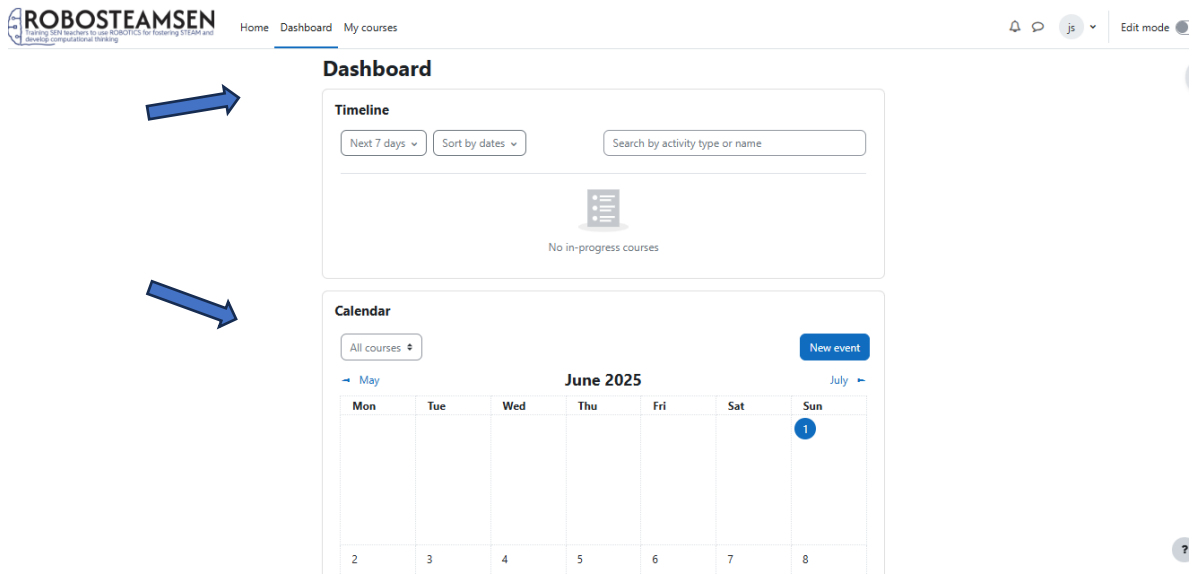 ROBOSTEAMSEN
Training SEN teachers to use ROBOTICS for fostering STEAM and
develop computational thinking
Home Dashboard My courses
js
Edit mode
Dashboard
Timeline
Next 7 days
Sort by dates
Search by activity type or name
No in-progress courses
Calendar
All courses
New event
May
June 2025
July
Mon Tue Wed Thu Fri Sat Sun
1
2 3 4 5 6 7 8
?